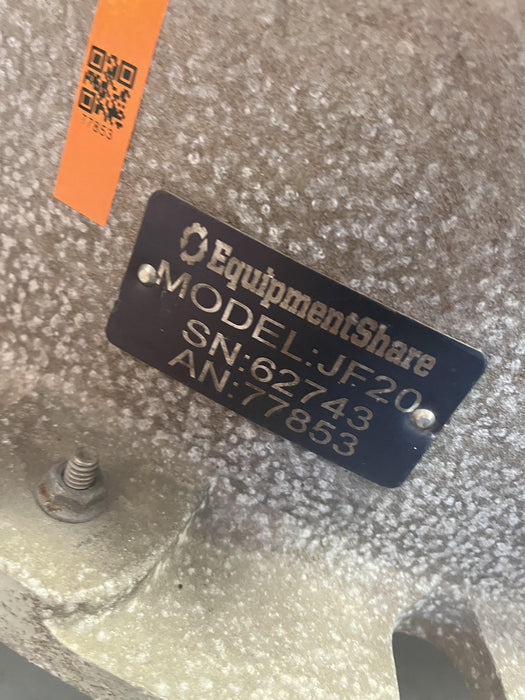 77853
EquipmentShare
MODEL:JF20
SN:62743
AN:77853